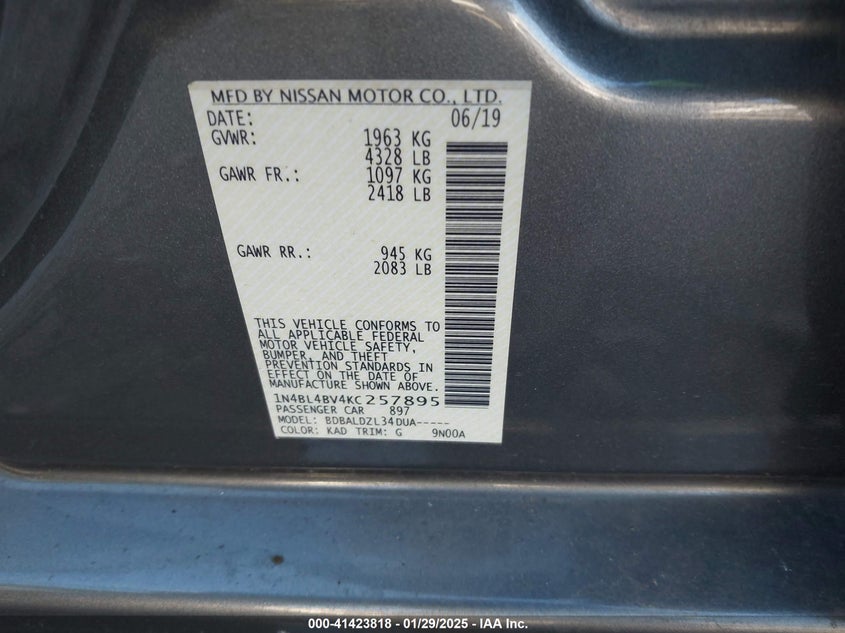 MFD BY NISSAN MOTOR CO., LTD.
DATE: 06/19
GVWR: 1963 KG
4328 LB
GAWR FR.: 1097 KG
2418 LB
GAWR RR.: 945 KG
2083 LB
THIS VEHICLE CONFORMS TO
ALL APPLICABLE FEDERAL
MOTOR VEHICLE SAFETY,
BUMPER, AND THEFT
PREVENTION STANDARDS IN
EFFECT ON THE DATE OF
MANUFACTURE SHOWN ABOVE.
1N4BL4BV4KC257895
PASSENGER CAR 897
MODEL: BDBALDZL34DUA-----
COLOR: KAD TRIM: G 9N00A
000-41423818 - 01/29/2025 - IAA Inc.